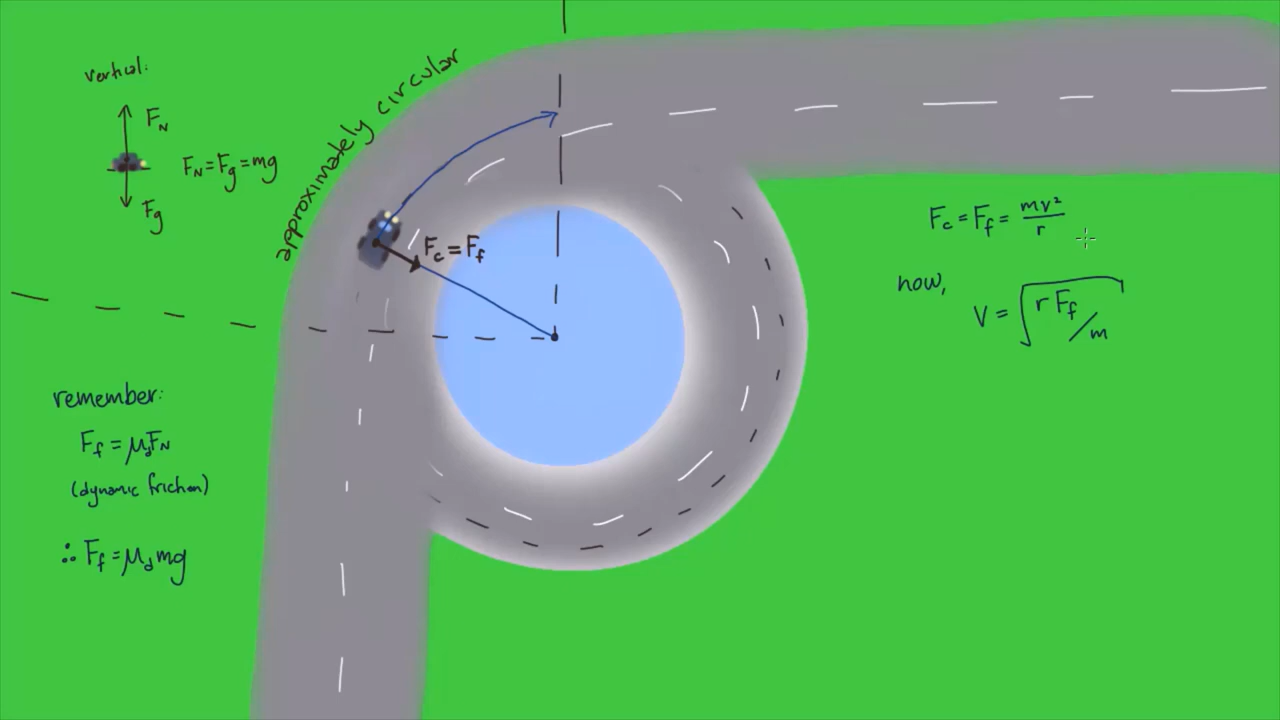 vertical:
F_N
F_N = F_g = mg
F_g
approximately circular
F_c = F_f
remember:
F_f = μ_d F_N
(dynamic friction)
∴ F_f = μ_d mg
F_c = F_f = mv²/r
now,
V = √(r F_f / m)